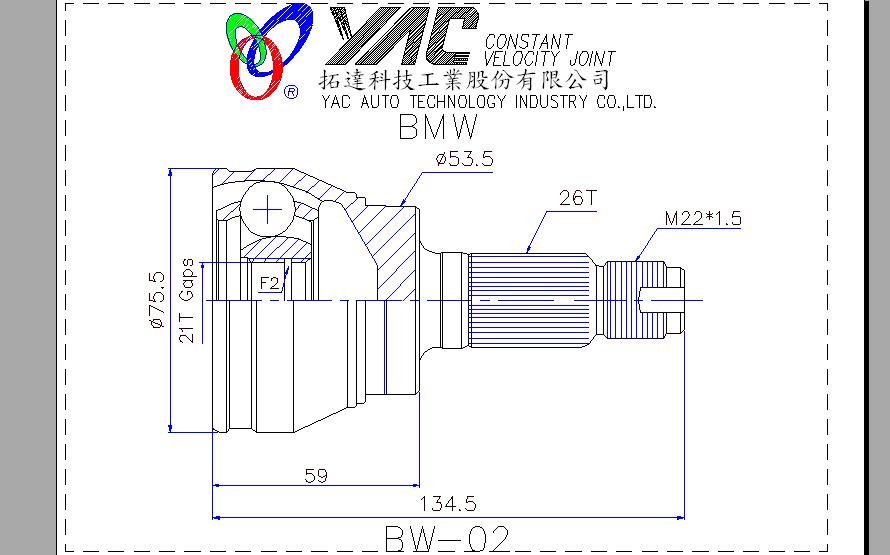 YAC CONSTANT
VELOCITY JOINT
®
拓達科技工業股份有限公司
YAC AUTO TECHNOLOGY INDUSTRY CO.,LTD.
BMW
ø53.5
26T
M22*1.5
F2
ø75.5
21T Gaps
59
134.5
BW-02